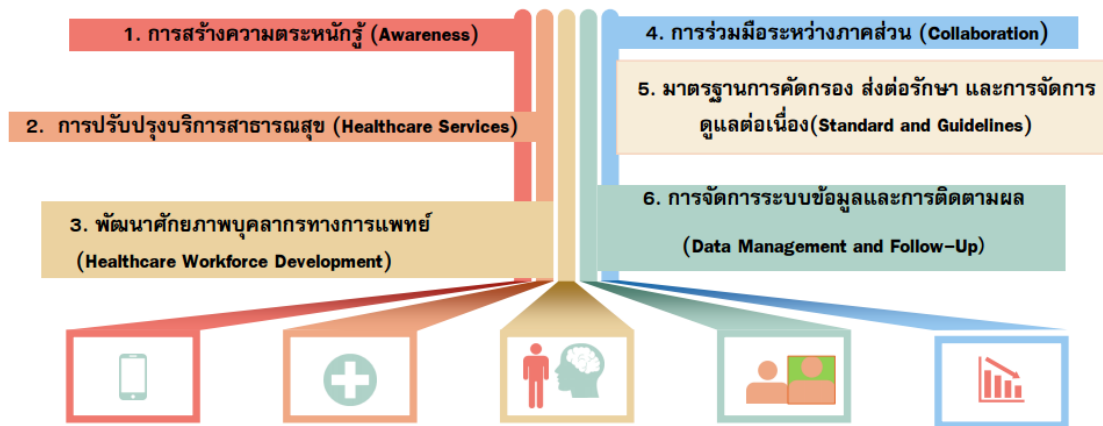 1. การสร้างความตระหนักรู้ (Awareness)
2. การปรับปรุงบริการสาธารณสุข (Healthcare Services)
3. พัฒนาศักยภาพบุคลากรทางการแพทย์
(Healthcare Workforce Development)
4. การร่วมมือระหว่างภาคส่วน (Collaboration)
5. มาตรฐานการคัดกรอง ส่งต่อรักษา และการจัดการ
ดูแลต่อเนื่อง(Standard and Guidelines)
6. การจัดการระบบข้อมูลและการติดตามผล
(Data Management and Follow-Up)